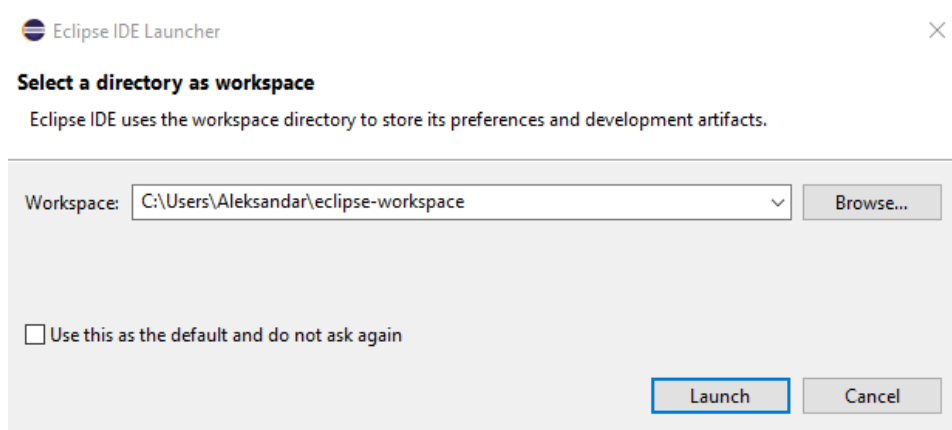 Eclipse IDE Launcher
Select a directory as workspace
Eclipse IDE uses the workspace directory to store its preferences and development artifacts.
Workspace: C:\Users\Aleksandar\eclipse-workspace Browse...
Use this as the default and do not ask again
Launch Cancel